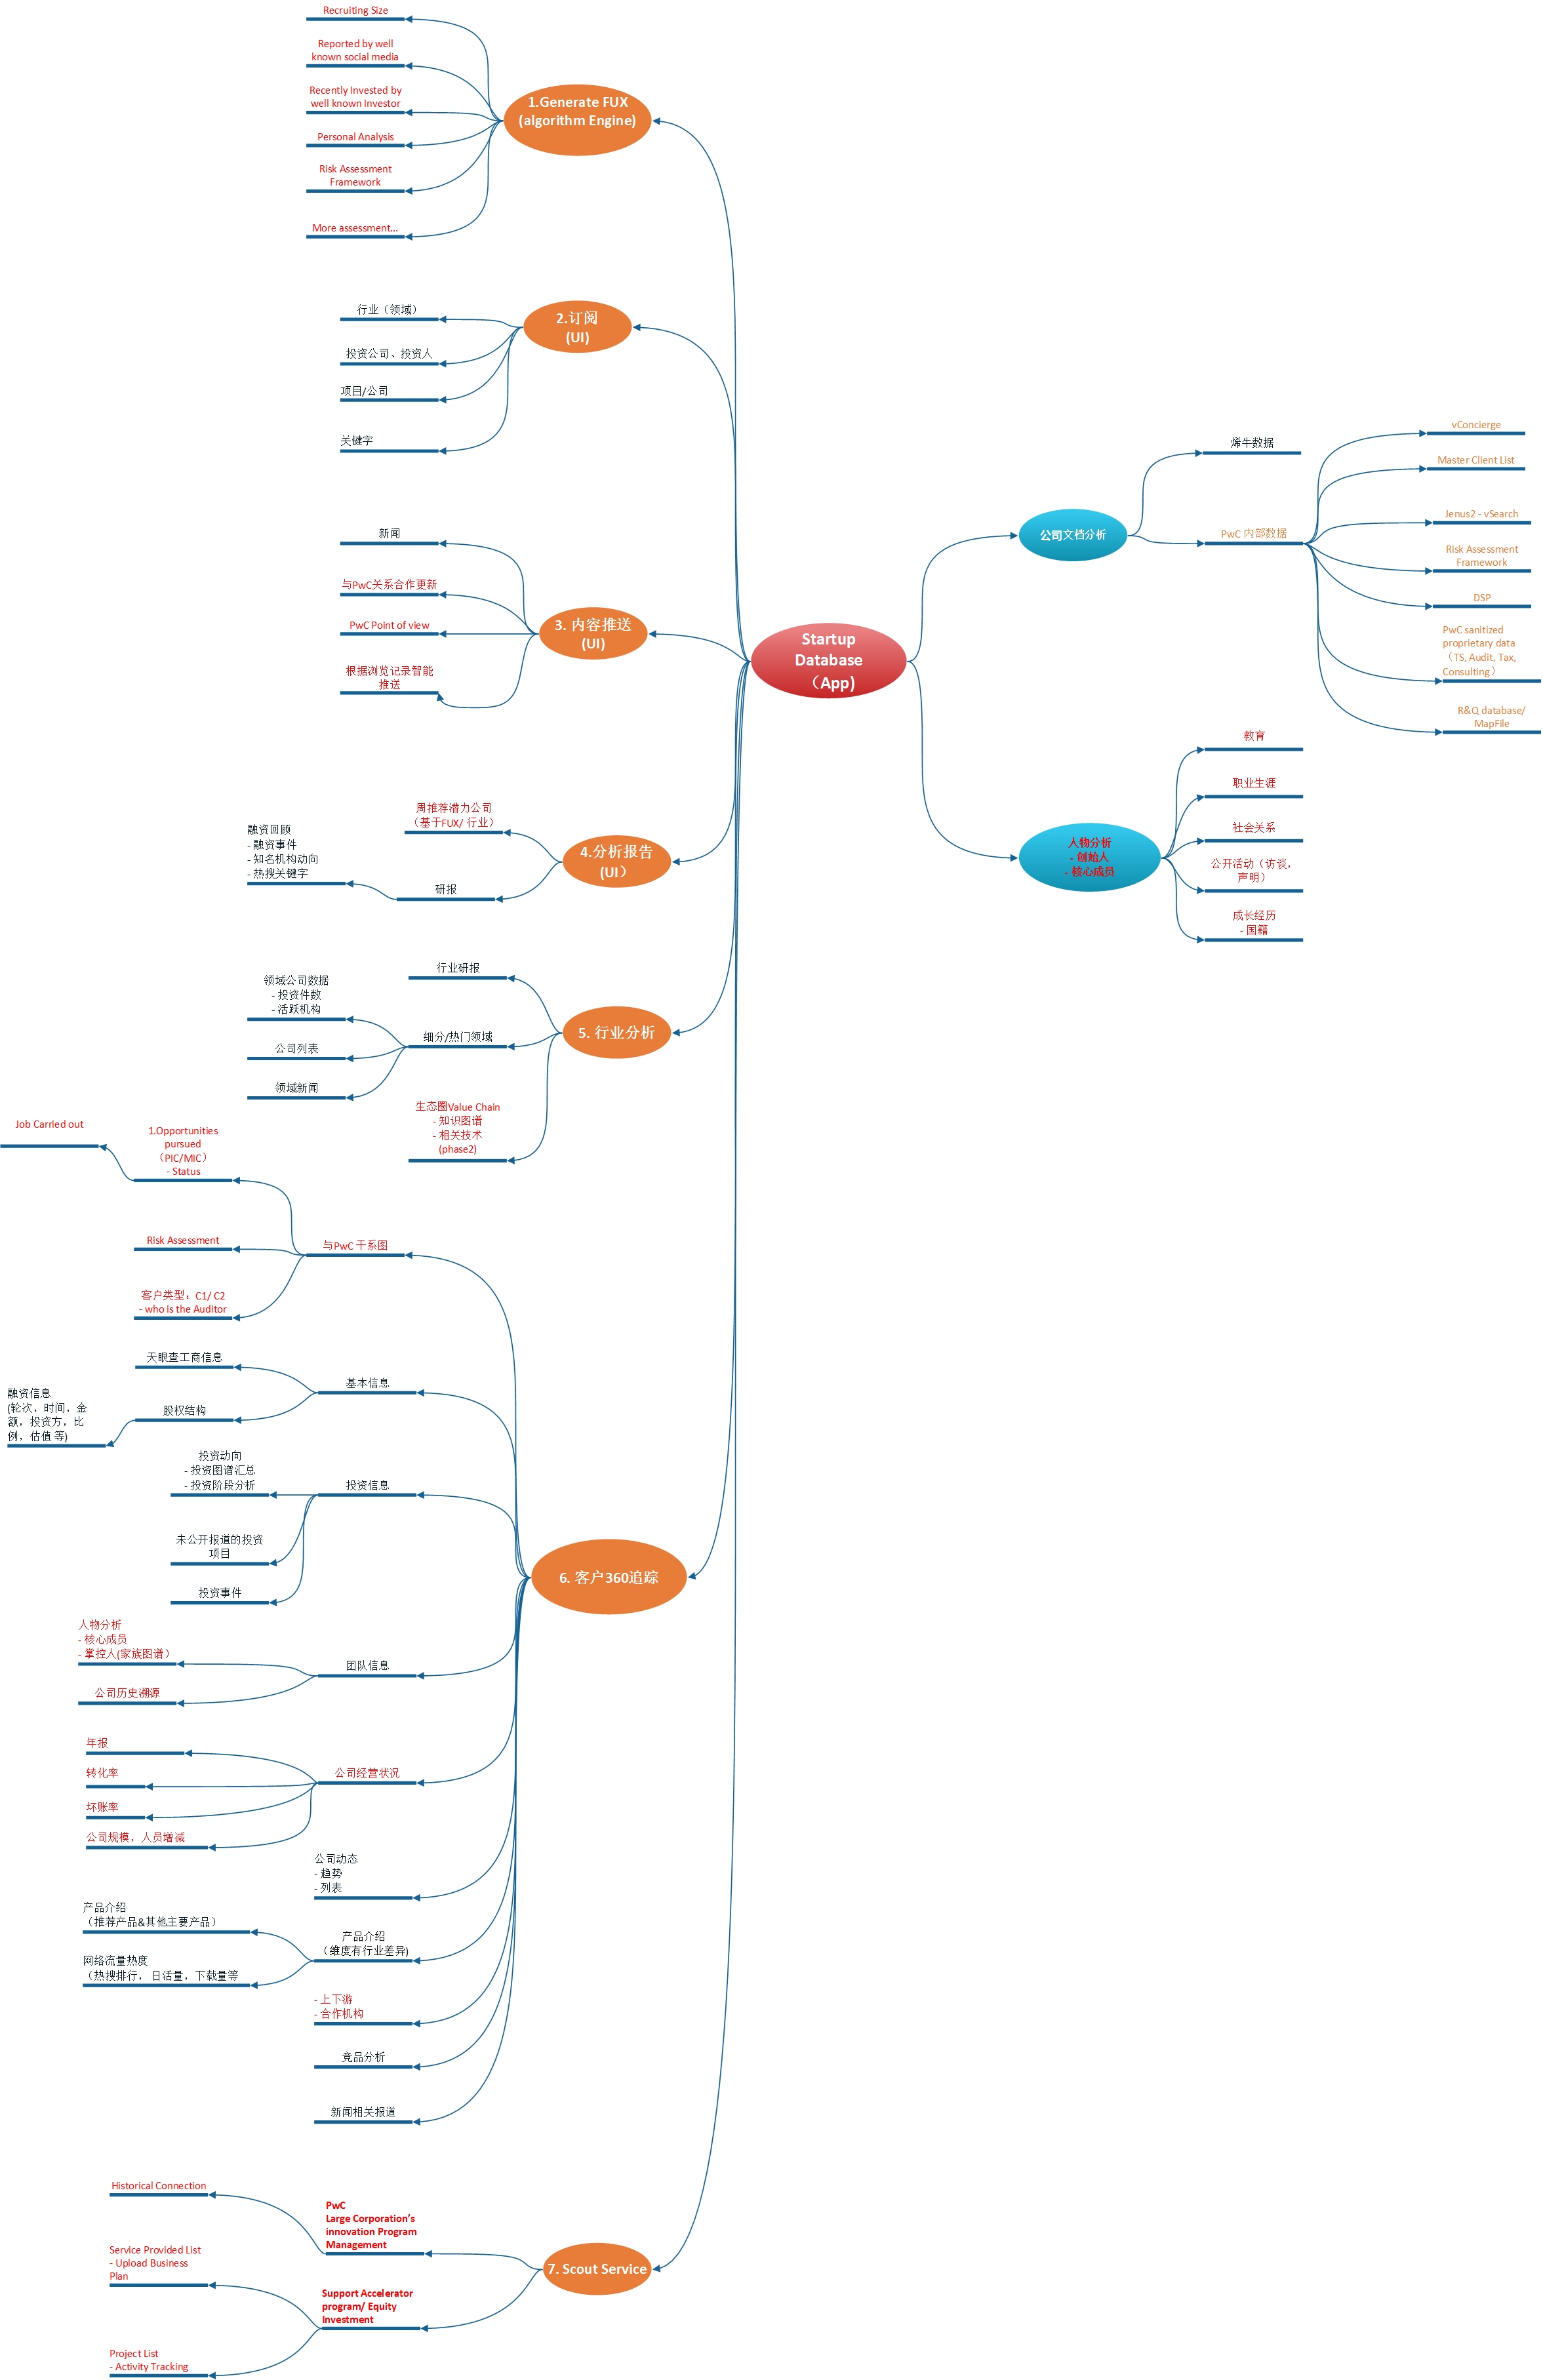 Recruiting Size
Reported by well
known social media
Recently Invested by
well known Investor
Personal Analysis
Risk Assessment
Framework
More assessment...
1.Generate FUX
(algorithm Engine)
行业（领域）
投资公司、投资人
项目/公司
关键字
2.订阅
(UI)
新闻
与PwC关系合作更新
PwC Point of view
根据浏览记录智能
推送
3. 内容推送
(UI)
周推荐潜力公司
（基于FUX/ 行业）
研报
融资回顾
- 融资事件
- 知名机构动向
- 热搜关键字
4.分析报告
(UI）
行业研报
细分/热门领域
领域公司数据
- 投资件数
- 活跃机构
公司列表
领域新闻
生态圈Value Chain
- 知识图谱
- 相关技术
(phase2)
5. 行业分析
Job Carried out
1.Opportunities
pursued
（PIC/MIC）
- Status
Risk Assessment
客户类型：C1/ C2
- who is the Auditor
与PwC 干系图
天眼查工商信息
股权结构
融资信息
(轮次，时间，金
额，投资方，比
例，估值 等)
基本信息
投资动向
- 投资图谱汇总
- 投资阶段分析
未公开报道的投资
项目
投资事件
投资信息
人物分析
- 核心成员
- 掌控人(家族图谱）
公司历史溯源
团队信息
年报
转化率
坏账率
公司规模，人员增减
公司经营状况
公司动态
- 趋势
- 列表
产品介绍
（推荐产品&其他主要产品）
网络流量热度
（热搜排行，日活量，下载量等
产品介绍
（维度有行业差异)
- 上下游
- 合作机构
竞品分析
新闻相关报道
6. 客户360追踪
Historical Connection
PwC
Large Corporation’s
innovation Program
Management
Service Provided List
- Upload Business
Plan
Project List
- Activity Tracking
Support Accelerator
program/ Equity
Investment
7. Scout Service
Startup
Database
（App）
公司文档分析
烯牛数据
PwC 内部数据
vConcierge
Master Client List
Jenus2 - vSearch
Risk Assessment
Framework
DSP
PwC sanitized
proprietary data
（TS, Audit, Tax,
Consulting）
R&Q database/
MapFile
人物分析
- 创始人
- 核心成员
教育
职业生涯
社会关系
公开活动（访谈，
声明）
成长经历
- 国籍